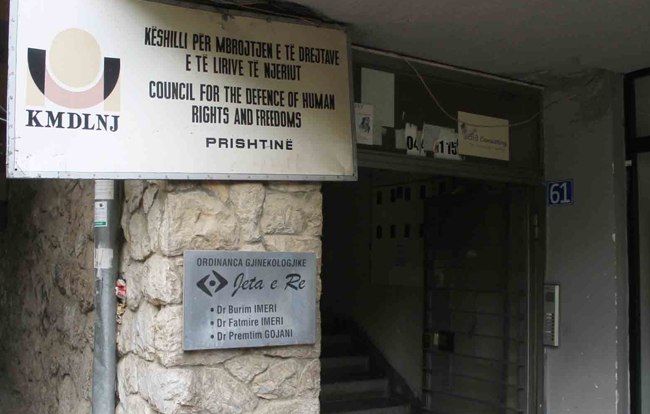 KËSHILLI PËR MBROJTJEN E TË DREJTAVE
E TË LIRIVE TË NJERIUT
COUNCIL FOR THE DEFENCE OF HUMAN
RIGHTS AND FREEDOMS
PRISHTINË
KMDLNJ
Consulting
61
ORDINANCA GJINEKOLOGJIKE
Jeta e Re
• Dr Burim IMERI
• Dr Fatmire IMERI
• Dr Premtim GOJANI